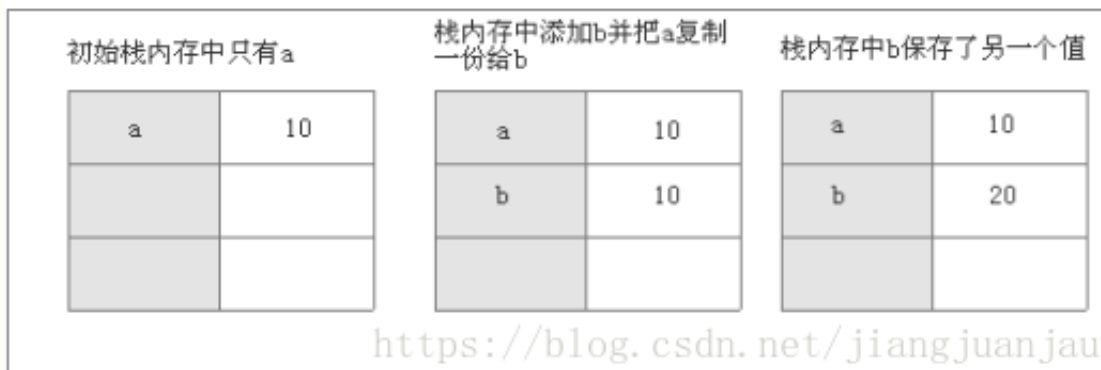 初始栈内存中只有a
栈内存中添加b并把a复制
一份给b
栈内存中b保存了另一个值
a 10
a 10
b 10
a 10
b 20
https://blog.csdn.net/jiangjuanjau